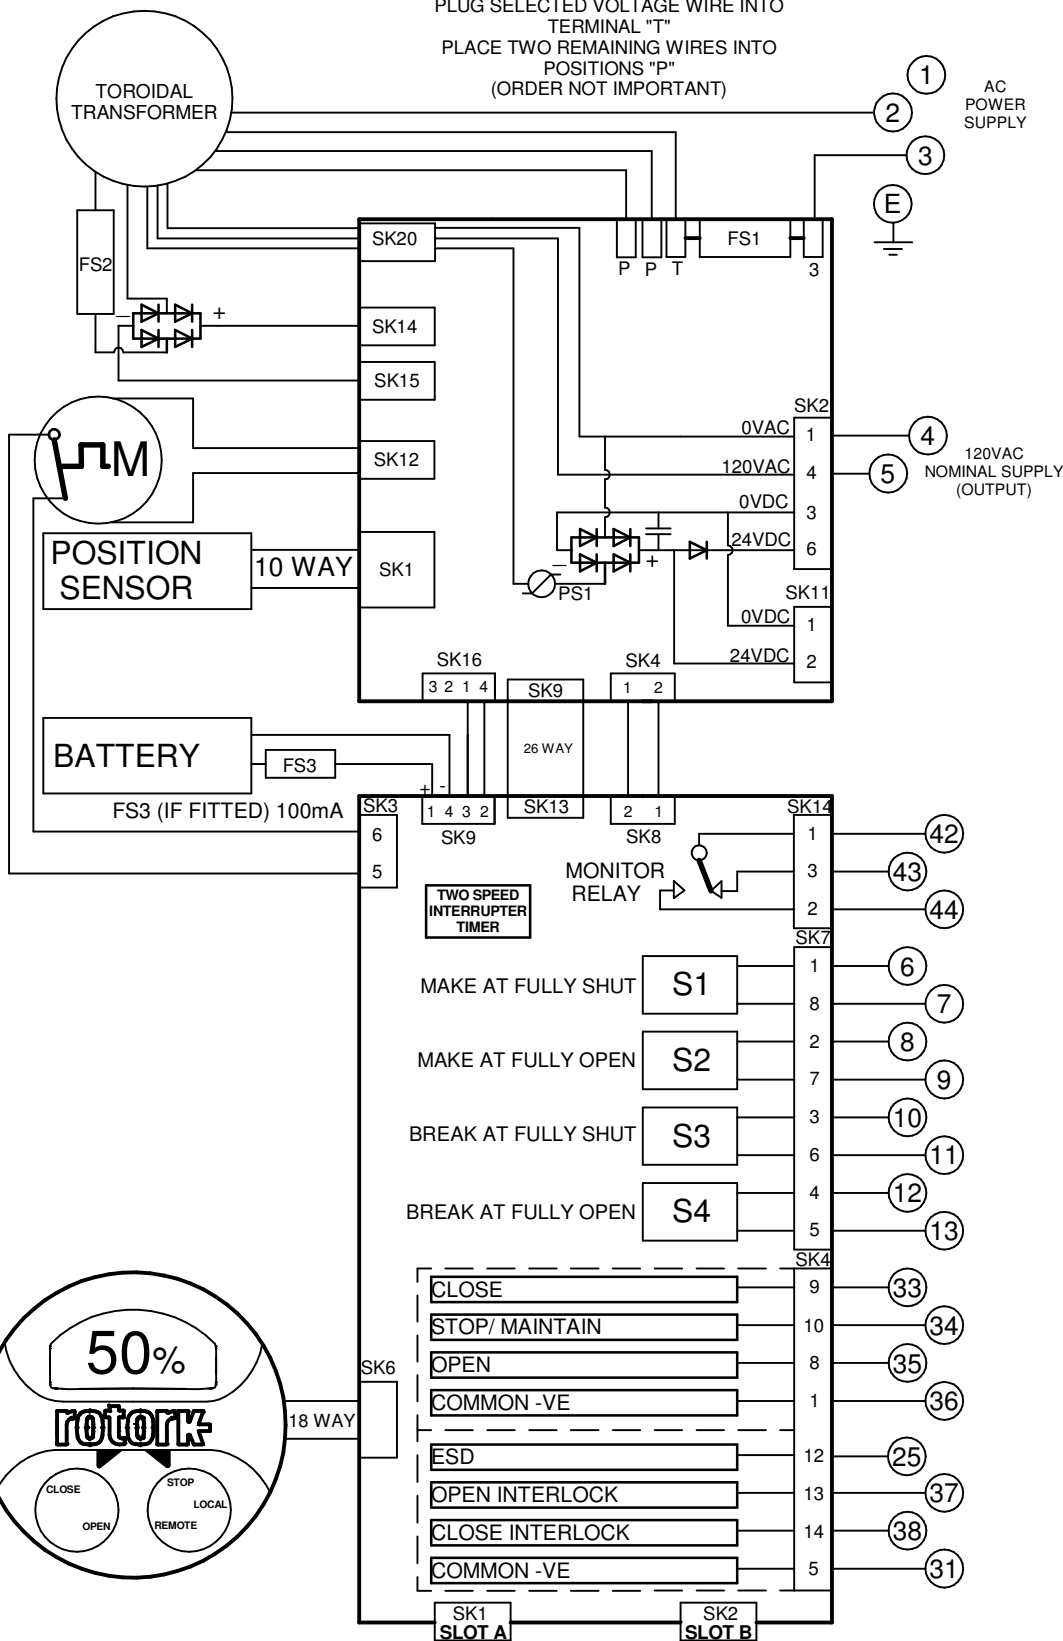 PLUG SELECTED VOLTAGE WIRE INTO
TERMINAL "T"
PLACE TWO REMAINING WIRES INTO
POSITIONS "P"
(ORDER NOT IMPORTANT)
TOROIDAL
TRANSFORMER
1
2
3
AC
POWER
SUPPLY
E
FS2
SK20
P P T
FS1
3
– +
SK14
SK15
M
SK12
SK2
0VAC 1 4
120VAC 4 5
0VDC 3
24VDC 6
120VAC
NOMINAL SUPPLY
(OUTPUT)
– +
PS1
POSITION
SENSOR
10 WAY
SK1
SK11
0VDC 1
24VDC 2
SK16
3 2 1 4
SK9
SK4
1 2
26 WAY
BATTERY
FS3
FS3 (IF FITTED) 100mA
SK3
6
5
+ -
1 4 3 2
SK9
SK13
2 1
SK8
TWO SPEED
INTERRUPTER
TIMER
MONITOR
RELAY
SK14
1 42
3 43
2 44
SK7
MAKE AT FULLY SHUT S1
1 6
8 7
MAKE AT FULLY OPEN S2
2 8
7 9
BREAK AT FULLY SHUT S3
3 10
6 11
BREAK AT FULLY OPEN S4
4 12
5 13
SK4
CLOSE 9 33
STOP/ MAINTAIN 10 34
OPEN 8 35
COMMON -VE 1 36
ESD 12 25
OPEN INTERLOCK 13 37
CLOSE INTERLOCK 14 38
COMMON -VE 5 31
50%
rotork
CLOSE
OPEN
STOP
LOCAL
REMOTE
18 WAY
SK6
SK1
SLOT A
SK2
SLOT B